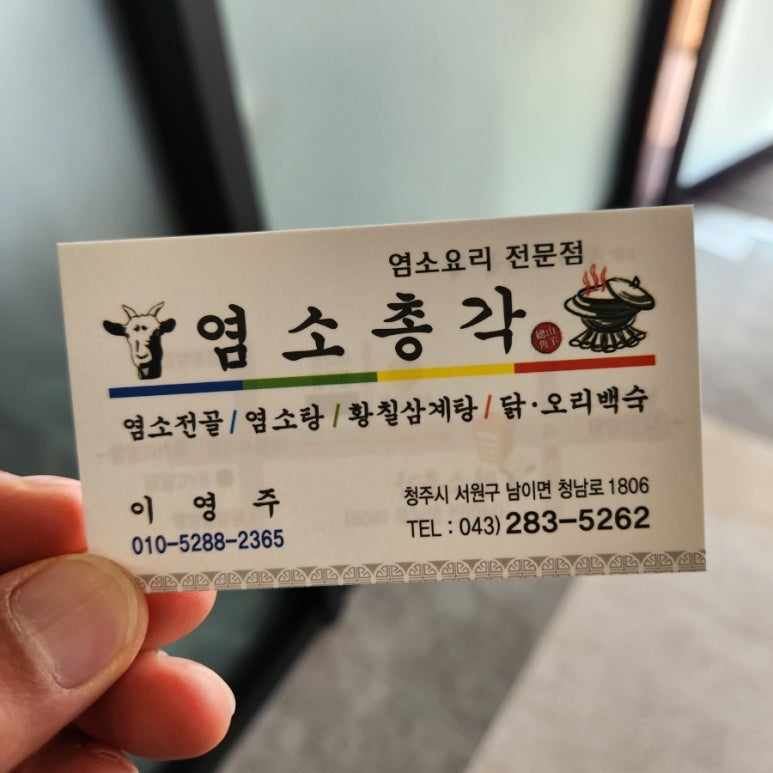 염소요리 전문점
염소총각
염소전골/염소탕/황칠삼계탕/닭·오리백숙
이영주
010-5288-2365
청주시 서원구 남이면 청남로 1806
TEL : 043) 283-5262